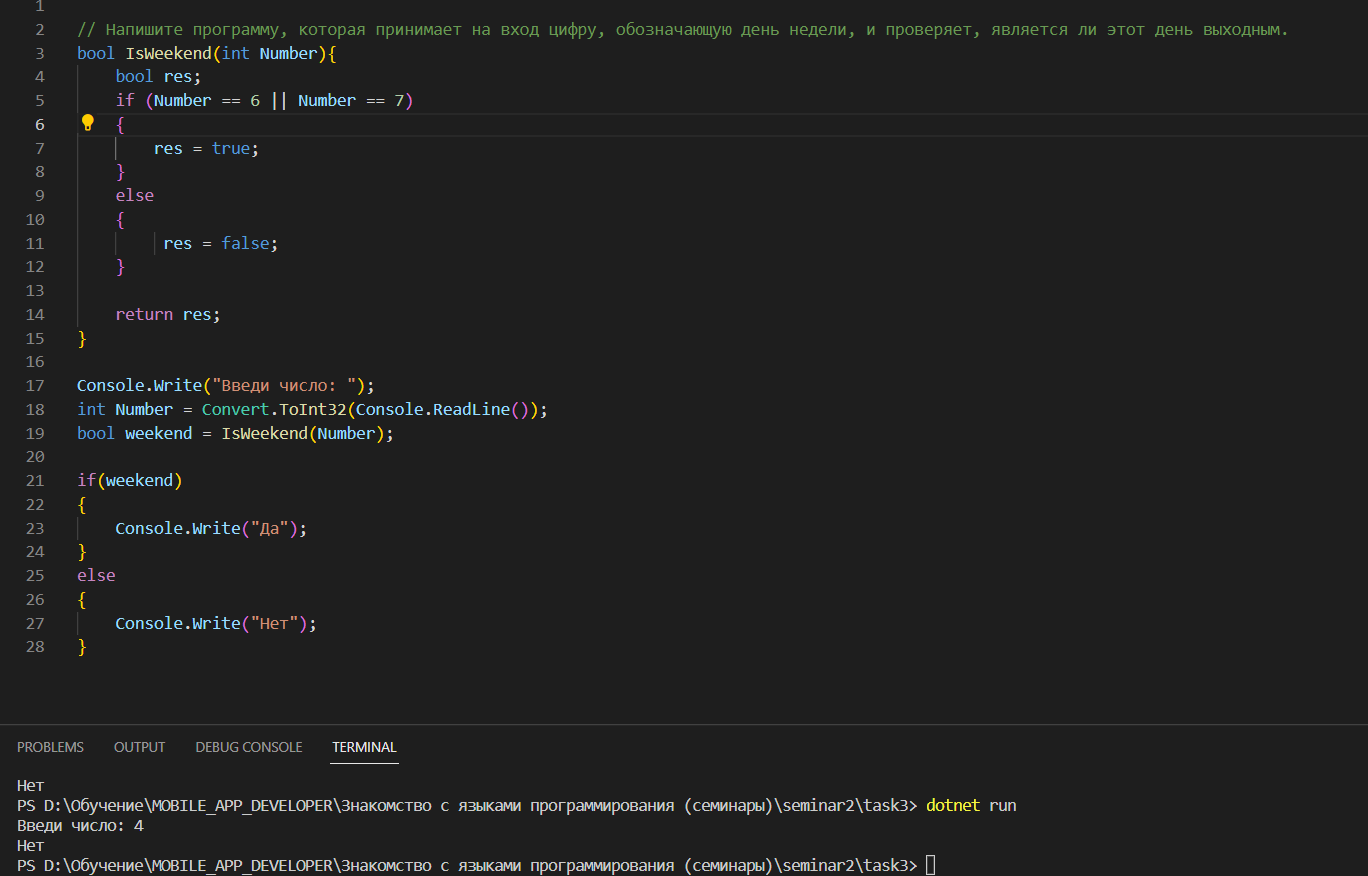 1
2 // Напишите программу, которая принимает на вход цифру, обозначающую день недели, и проверяет, является ли этот день выходным.
3 bool IsWeekend(int Number){
4     bool res;
5     if (Number == 6 || Number == 7)
6     {
7         res = true;
8     }
9     else
10     {
11          res = false;
12     }
13
14     return res;
15 }
16
17 Console.Write("Введи число: ");
18 int Number = Convert.ToInt32(Console.ReadLine());
19 bool weekend = IsWeekend(Number);
20
21 if(weekend)
22 {
23     Console.Write("Да");
24 }
25 else
26 {
27     Console.Write("Нет");
28 }
PROBLEMS OUTPUT DEBUG CONSOLE TERMINAL
Нет
PS D:\Обучение\MOBILE_APP_DEVELOPER\Знакомство с языками программирования (семинары)\seminar2\task3> dotnet run
Введи число: 4
Нет
PS D:\Обучение\MOBILE_APP_DEVELOPER\Знакомство с языками программирования (семинары)\seminar2\task3>